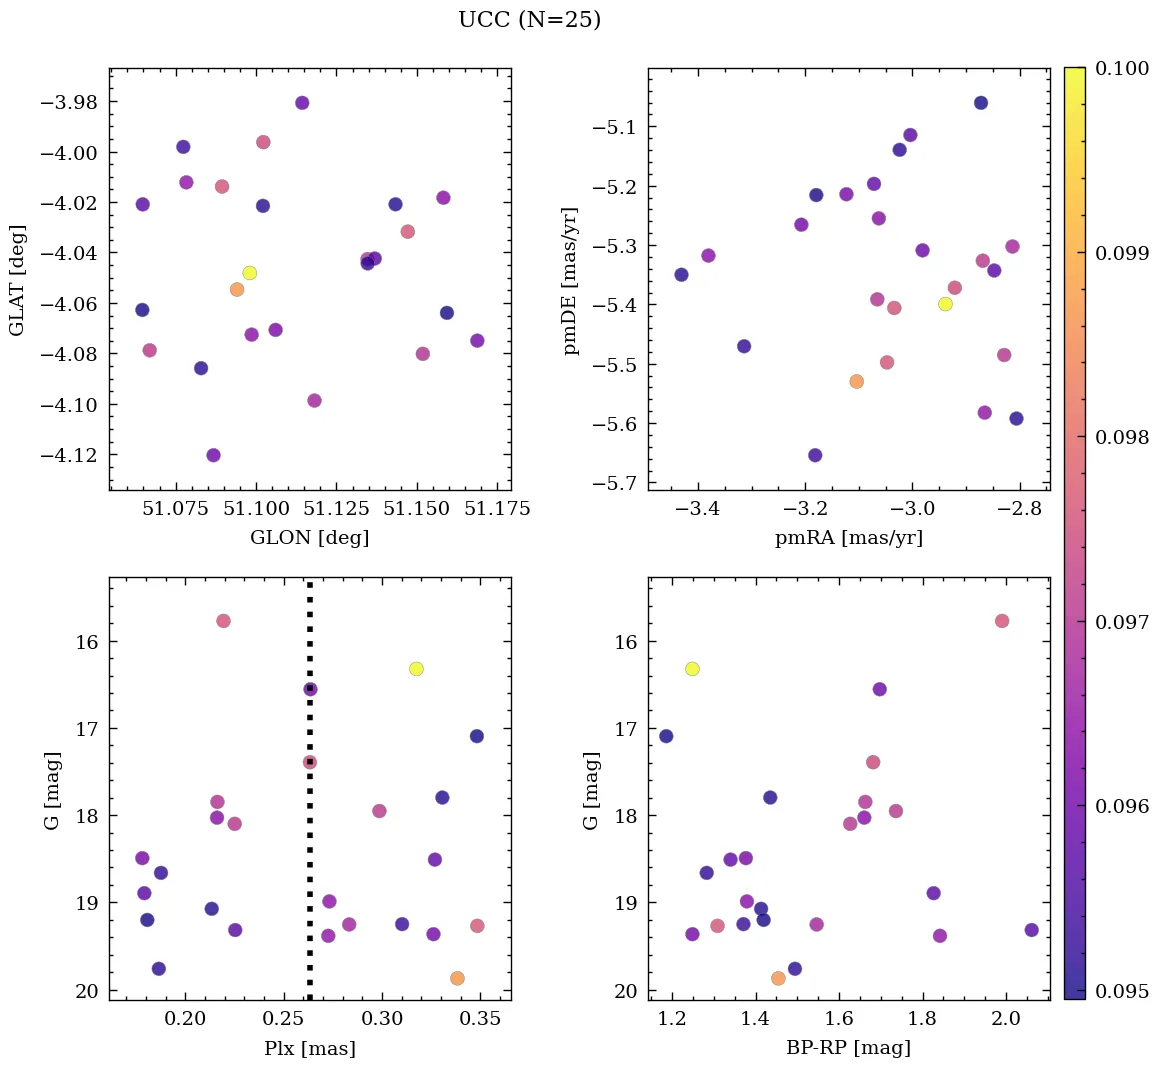 UCC (N=25)
−3.98
−4.00
−4.02
−4.04
−4.06
−4.08
−4.10
−4.12
GLAT [deg]
51.075 51.100 51.125 51.150 51.175
GLON [deg]
−5.1
−5.2
−5.3
−5.4
−5.5
−5.6
−5.7
pmDE [mas/yr]
−3.4 −3.2 −3.0 −2.8
pmRA [mas/yr]
0.100
0.099
0.098
0.097
0.096
0.095
16
17
18
19
20
G [mag]
0.20 0.25 0.30 0.35
Plx [mas]
16
17
18
19
20
G [mag]
1.2 1.4 1.6 1.8 2.0
BP-RP [mag]